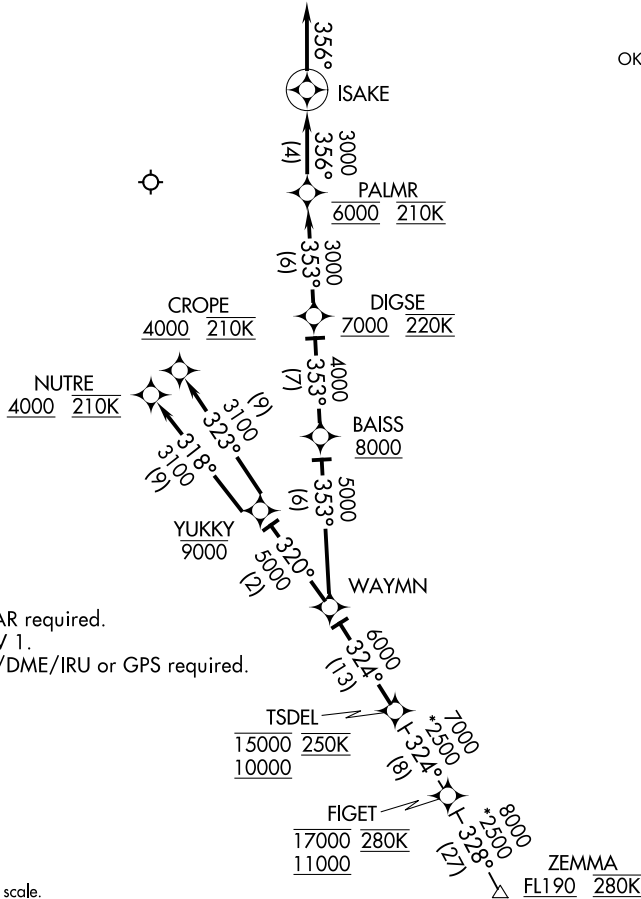 356°
OK
ISAKE
3000
356°
(4)
PALMR
6000 210K
3000
353°
(6)
CROPE
4000 210K
DIGSE
7000 220K
NUTRE
4000 210K
4000
353°
(7)
(9)
3100
323°
BAISS
8000
318°
3100
(9)
5000
353°
(6)
YUKKY
9000
320°
5000
(2)
WAYMN
AR required.
V 1.
/DME/IRU or GPS required.
6000
324°
(13)
TSDEL
15000 250K
10000
7000
*2500
324°
(8)
FIGET
17000 280K
11000
8000
*2500
328°
(27)
ZEMMA
FL190 280K
scale.